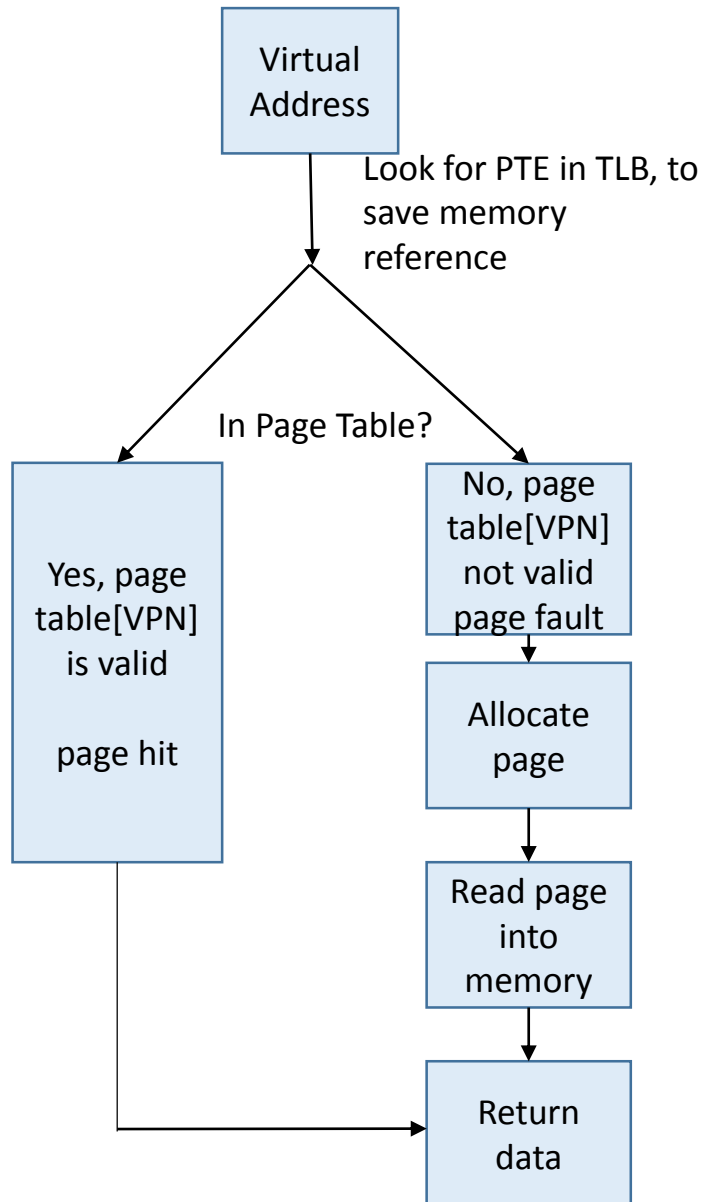 Virtual
Address
Look for PTE in TLB, to
save memory
reference
In Page Table?
Yes, page
table[VPN]
is valid
page hit
No, page
table[VPN]
not valid
page fault
Allocate
page
Read page
into
memory
Return
data